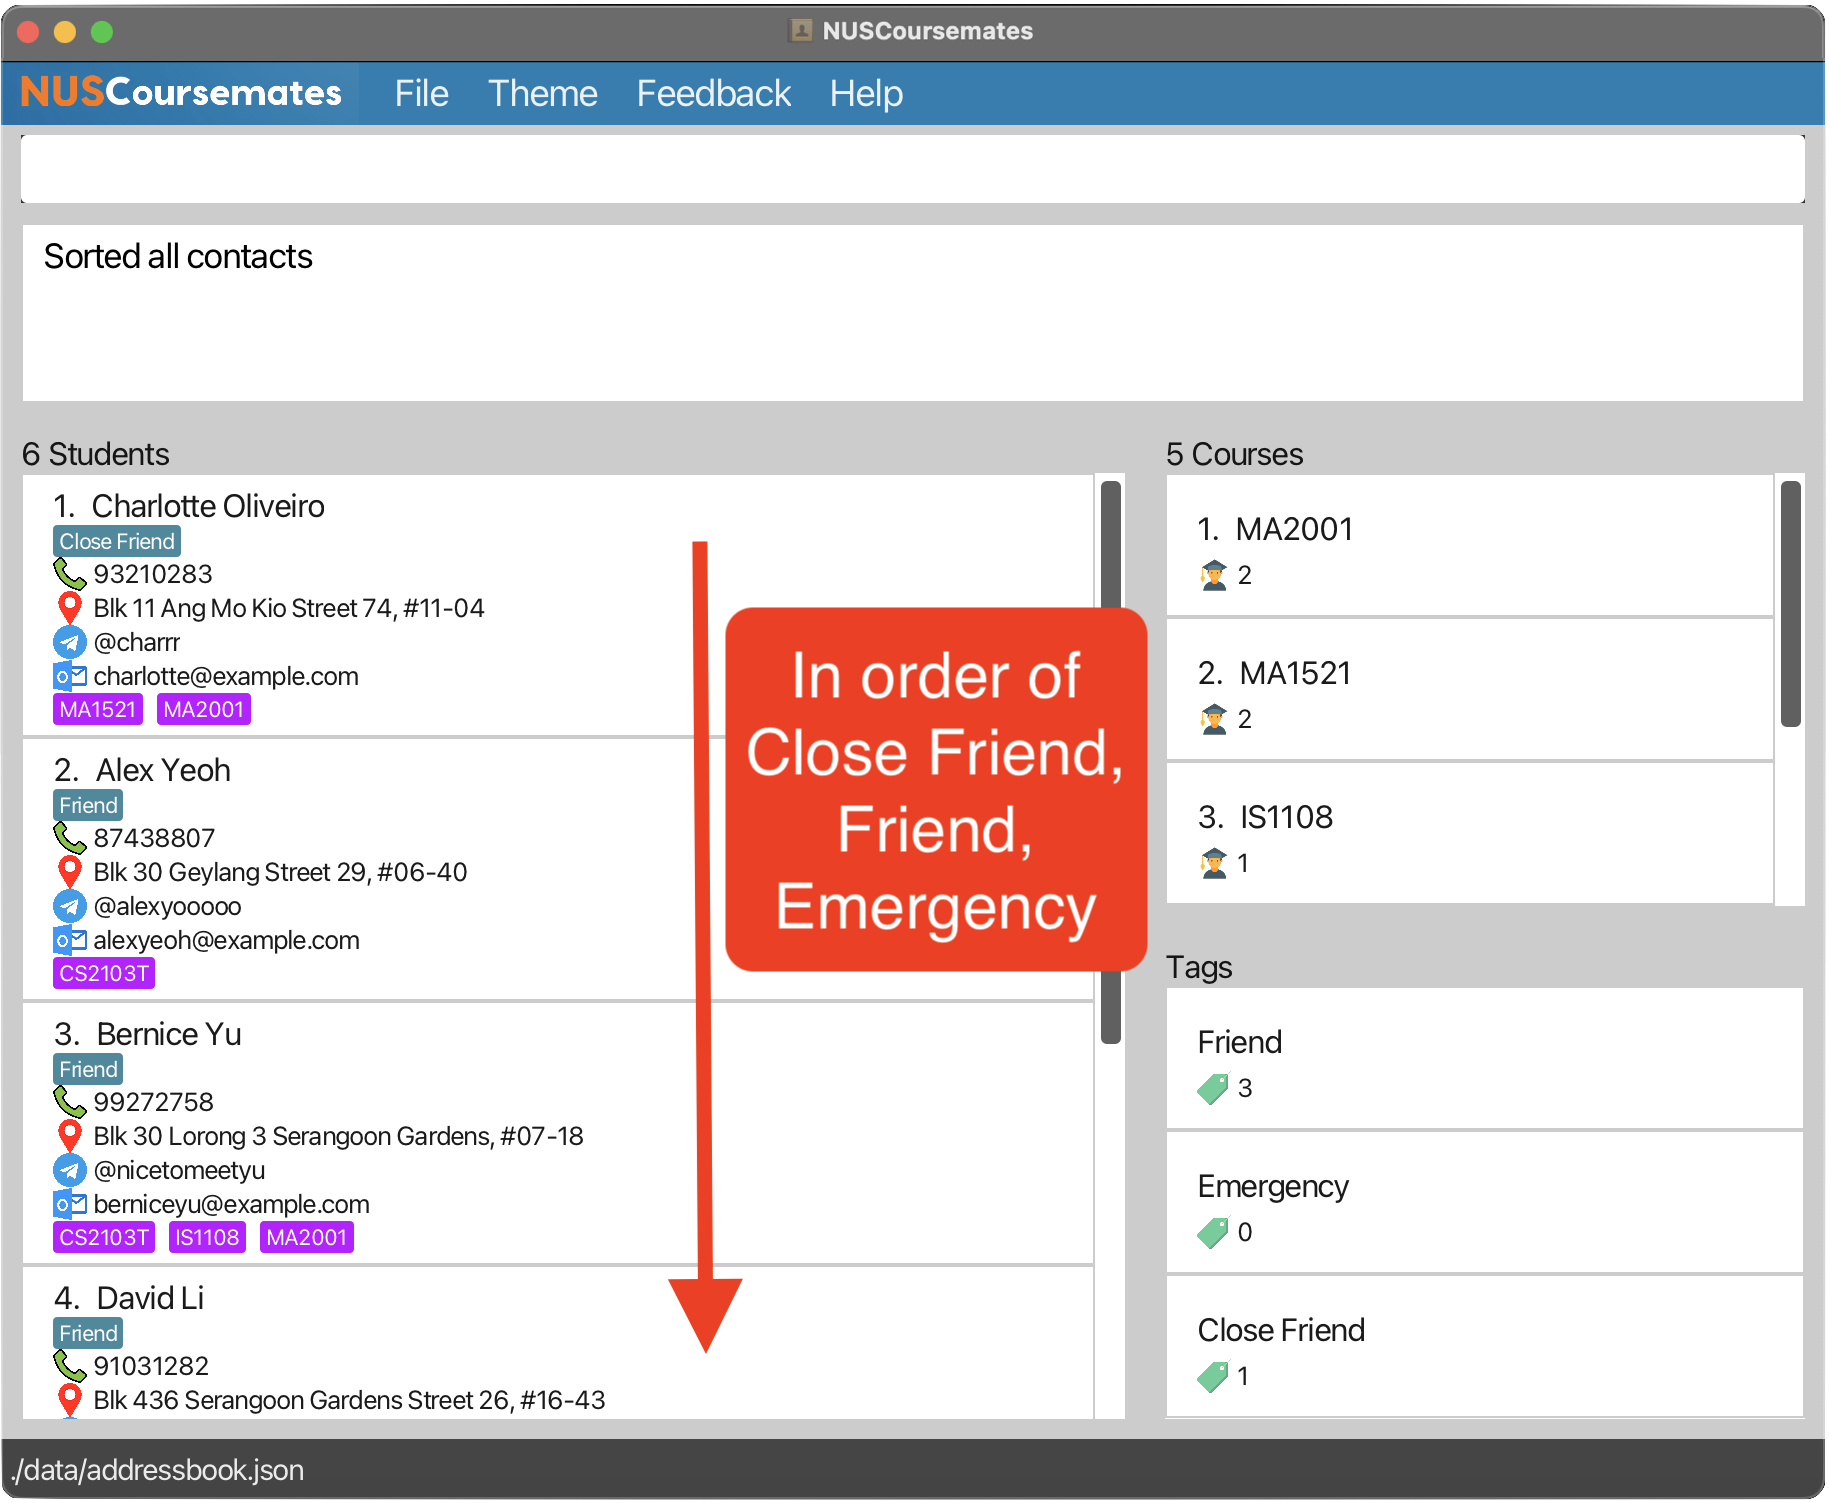 NUSCoursemates
NUSCoursemates File Theme Feedback Help
Sorted all contacts
6 Students
1. Charlotte Oliveiro
Close Friend
93210283
Blk 11 Ang Mo Kio Street 74, #11-04
@charrr
charlotte@example.com
MA1521 MA2001
2. Alex Yeoh
Friend
87438807
Blk 30 Geylang Street 29, #06-40
@alexyooooo
alexyeoh@example.com
CS2103T
3. Bernice Yu
Friend
99272758
Blk 30 Lorong 3 Serangoon Gardens, #07-18
@nicetomeetyu
berniceyu@example.com
CS2103T IS1108 MA2001
4. David Li
Friend
91031282
Blk 436 Serangoon Gardens Street 26, #16-43
In order of
Close Friend,
Friend,
Emergency
5 Courses
1. MA2001
2
2. MA1521
2
3. IS1108
1
Tags
Friend
3
Emergency
0
Close Friend
1
./data/addressbook.json